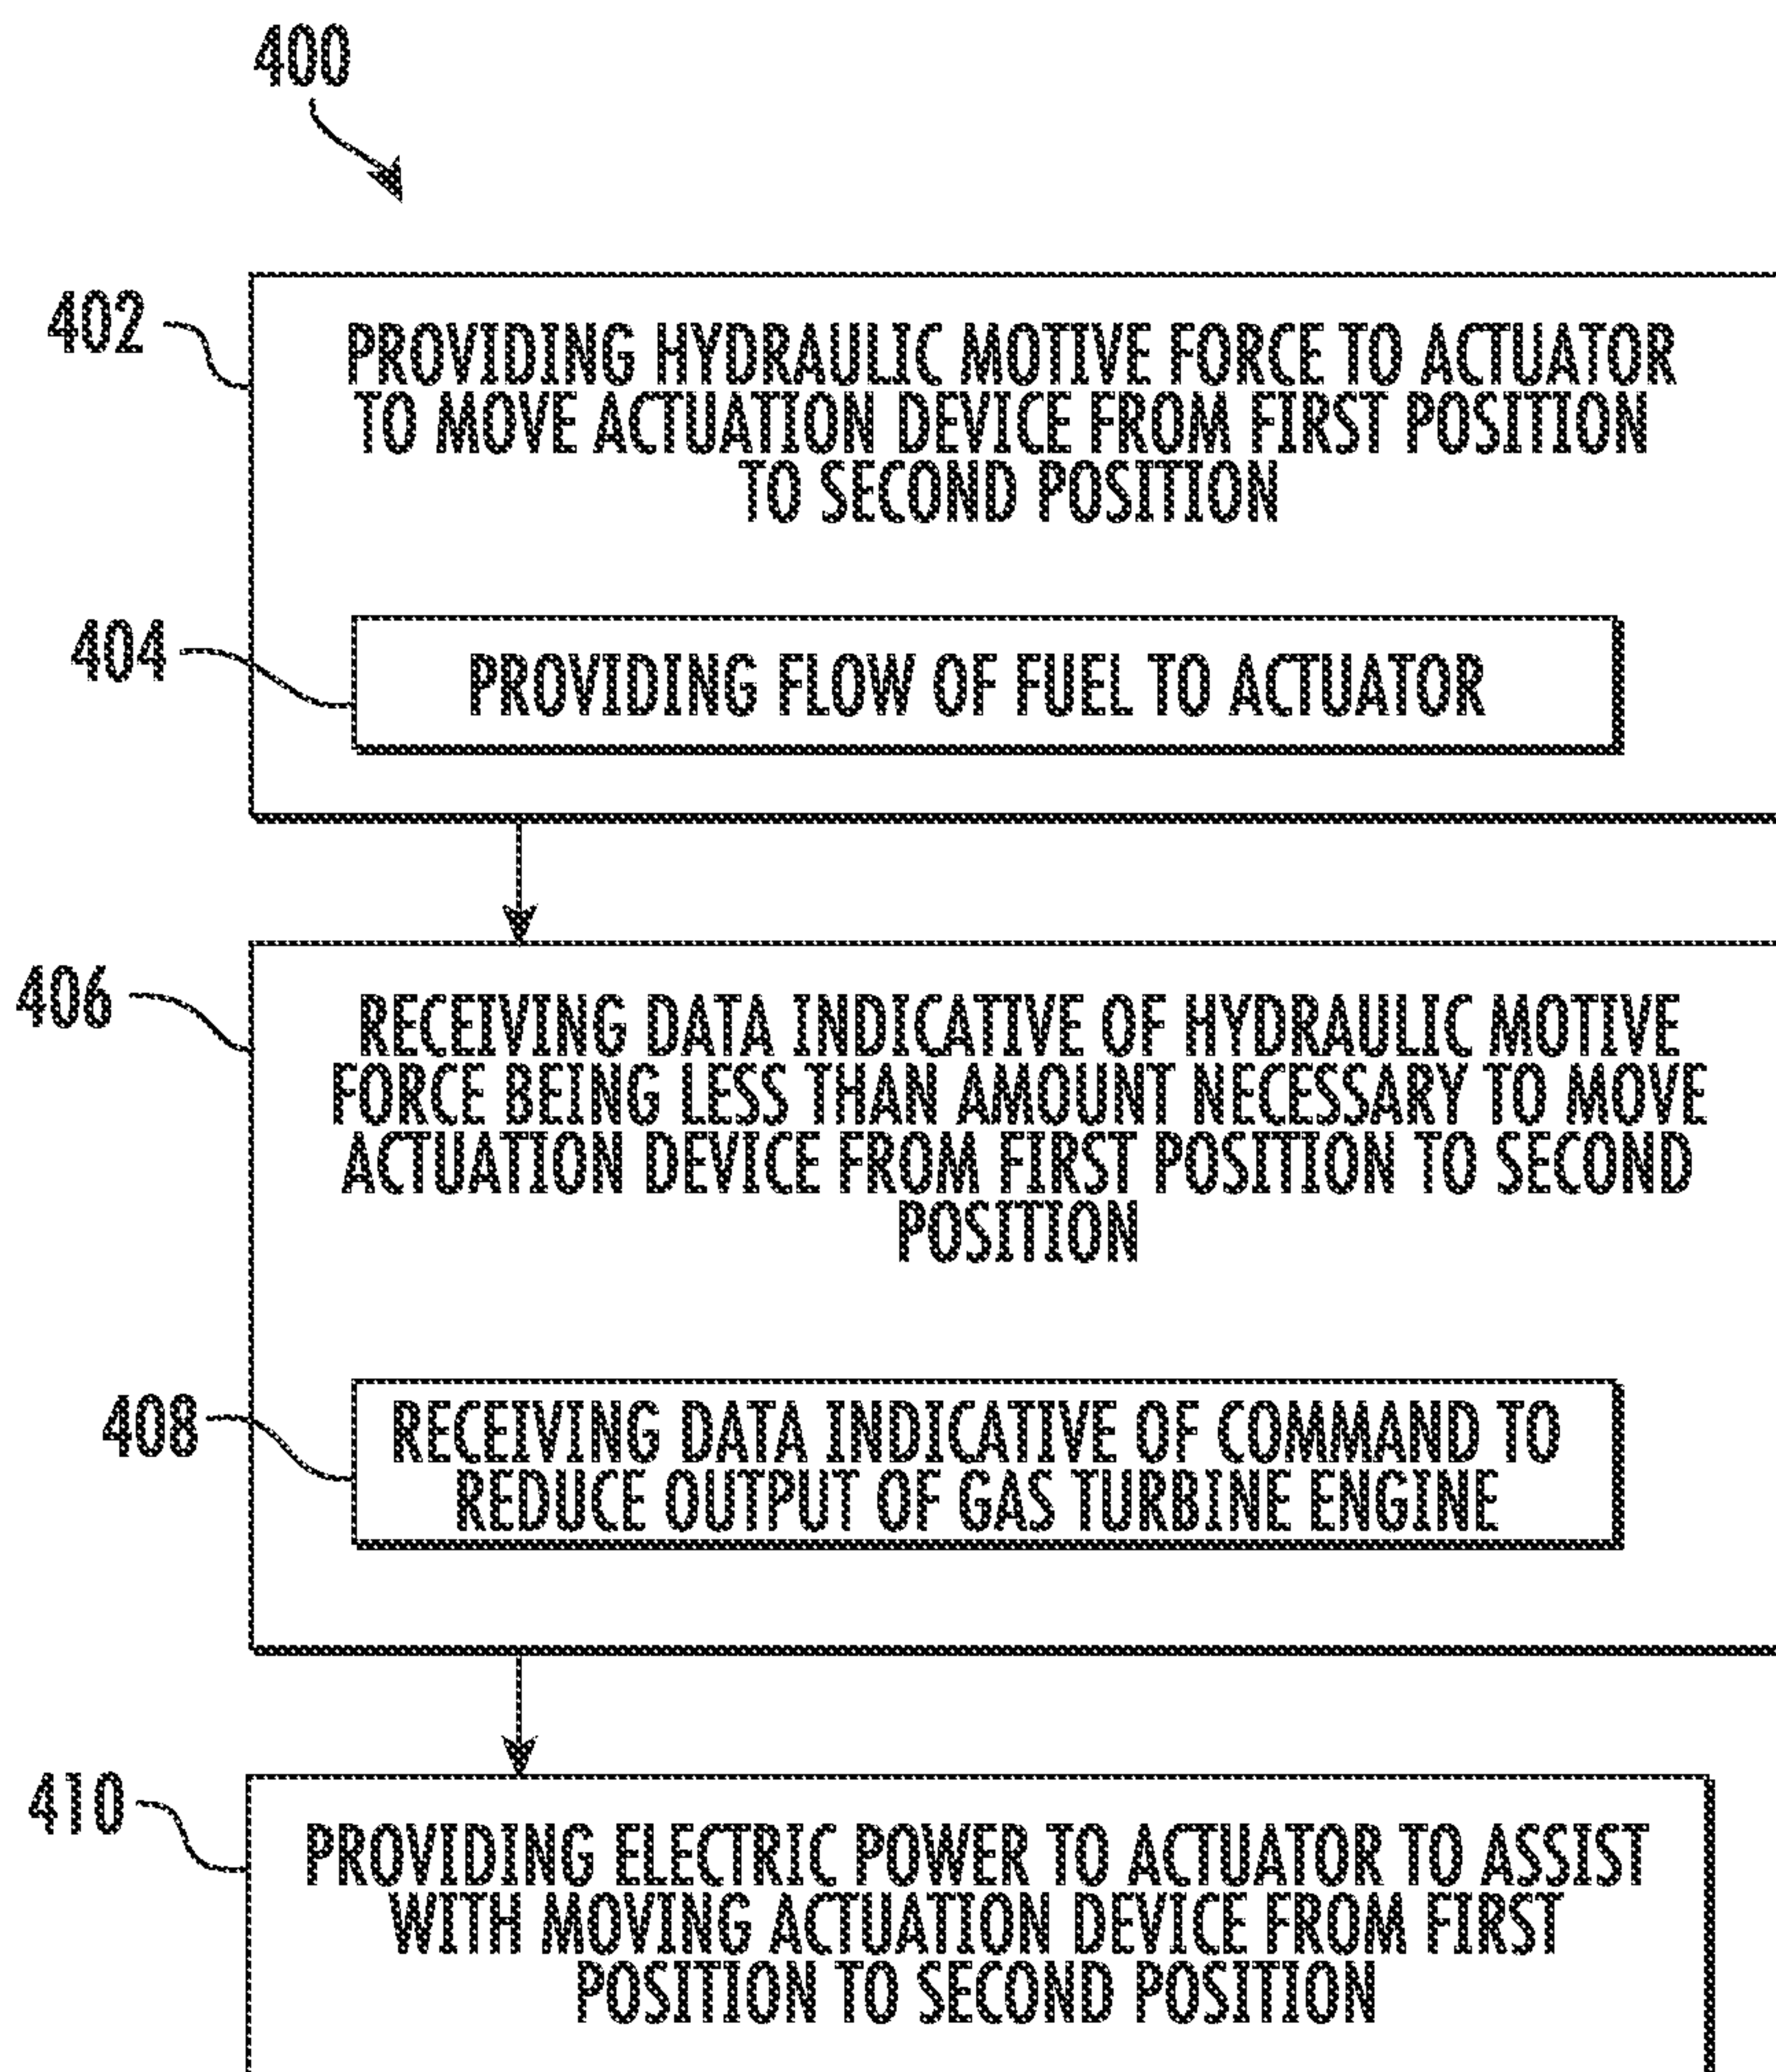 400
402
PROVIDING HYDRAULIC MOTIVE FORCE TO ACTUATOR
TO MOVE ACTUATION DEVICE FROM FIRST POSITION
TO SECOND POSITION
404
PROVIDING FLOW OF FUEL TO ACTUATOR
406
RECEIVING DATA INDICATIVE OF HYDRAULIC MOTIVE
FORCE BEING LESS THAN AMOUNT NECESSARY TO MOVE
ACTUATION DEVICE FROM FIRST POSITION TO SECOND
POSITION
408
RECEIVING DATA INDICATIVE OF COMMAND TO
REDUCE OUTPUT OF GAS TURBINE ENGINE
410
PROVIDING ELECTRIC POWER TO ACTUATOR TO ASSIST
WITH MOVING ACTUATION DEVICE FROM FIRST
POSITION TO SECOND POSITION